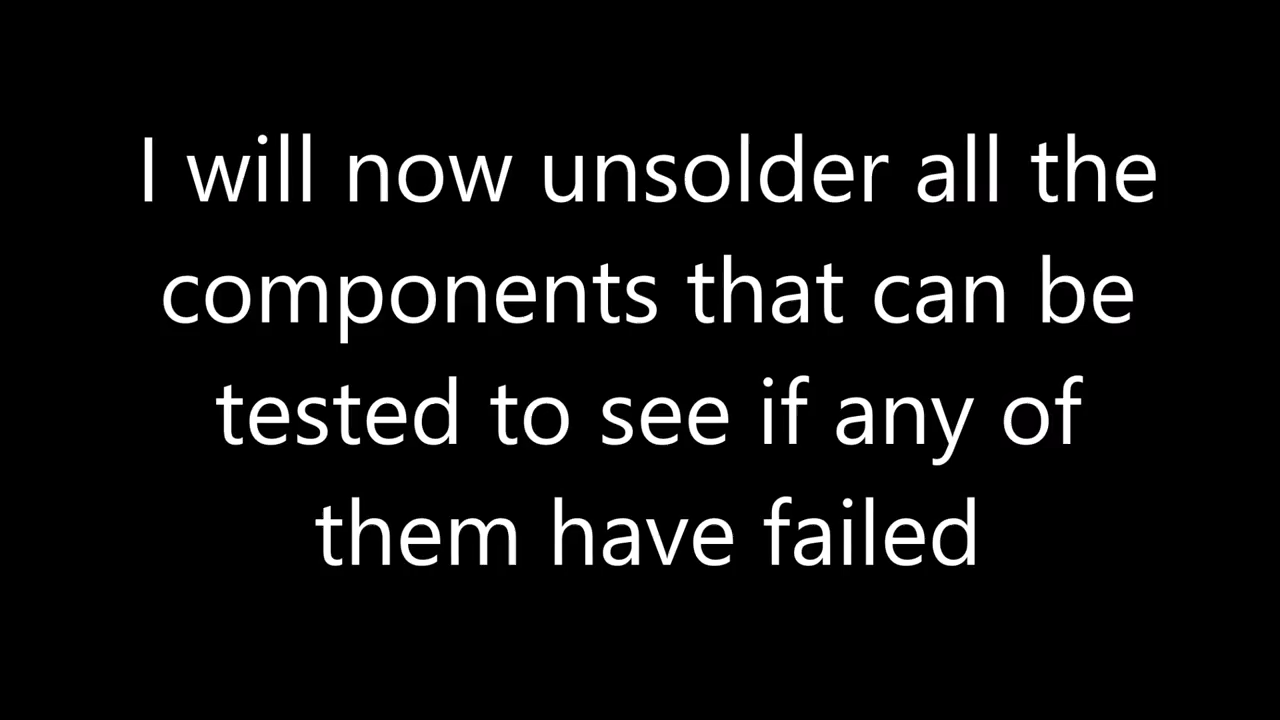 I will now unsolder all the
components that can be
tested to see if any of
them have failed